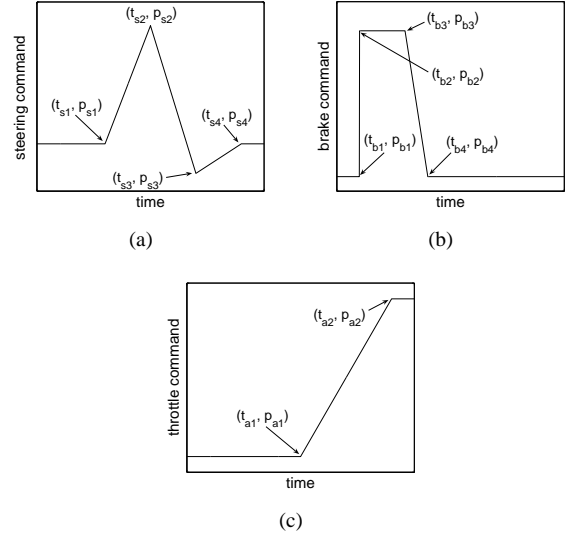 (t_s2, p_s2)
(t_s1, p_s1)
(t_s4, p_s4)
(t_s3, p_s3)
steering command
time
(a)
(t_b3, p_b3)
(t_b2, p_b2)
(t_b1, p_b1)
(t_b4, p_b4)
brake command
time
(b)
(t_a2, p_a2)
(t_a1, p_a1)
throttle command
time
(c)